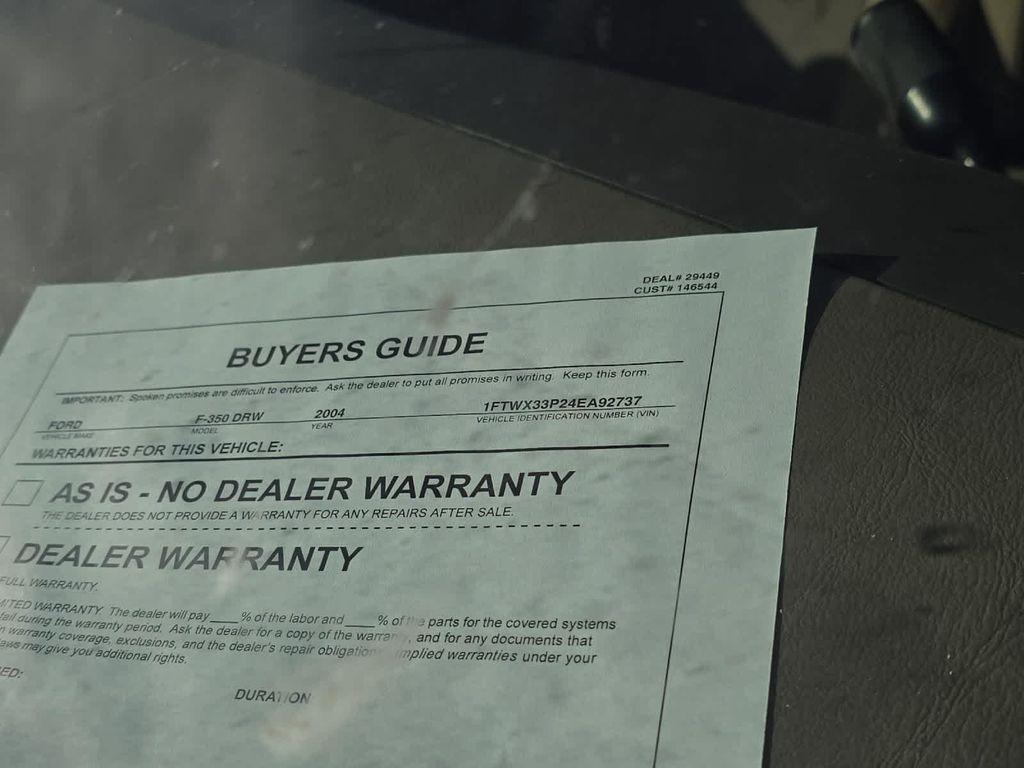 DEAL# 29449
CUST# 146544
BUYERS GUIDE
IMPORTANT: Spoken promises are difficult to enforce. Ask the dealer to put all promises in writing. Keep this form.
FORD F-350 DRW 2004 1FTWX33P24EA92737
VEHICLE MAKE MODEL YEAR VEHICLE IDENTIFICATION NUMBER (VIN)
WARRANTIES FOR THIS VEHICLE:
AS IS - NO DEALER WARRANTY
THE DEALER DOES NOT PROVIDE A WARRANTY FOR ANY REPAIRS AFTER SALE.
DEALER WARRANTY
FULL WARRANTY.
ITED WARRANTY. The dealer will pay ____ % of the labor and ____ % of the parts for the covered systems
fail during the warranty period. Ask the dealer for a copy of the warranty, and for any documents that
n warranty coverage, exclusions, and the dealer's repair obligations. Implied warranties under your
aws may give you additional rights.
ED:
DURATION